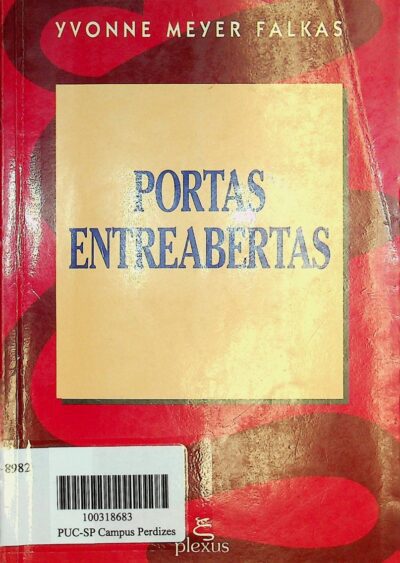 YVONNE MEYER FALKAS
PORTAS
ENTREABERTAS
8982
100318683
PUC-SP Campus Perdizes
plexus